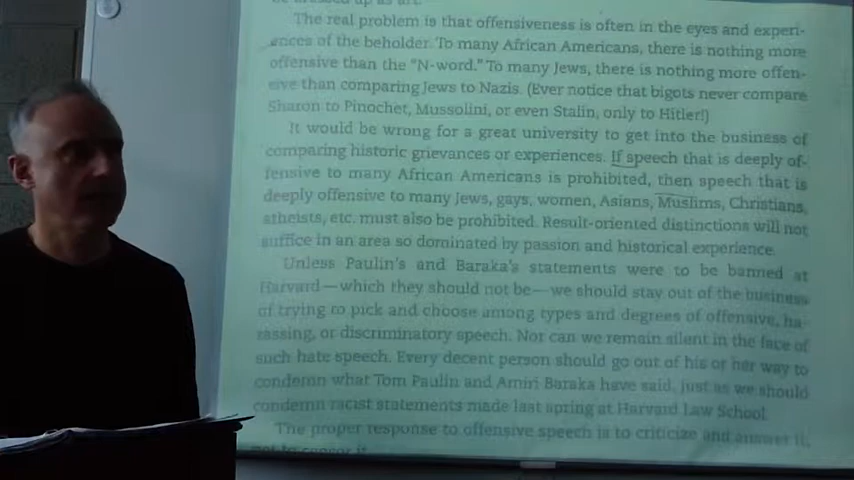 be dressed up as art.
The real problem is that offensiveness is often in the eyes and experi-
ences of the beholder. To many African Americans, there is nothing more
offensive than the "N-word." To many Jews, there is nothing more offen-
sive than comparing Jews to Nazis. (Ever notice that bigots never compare
Sharon to Pinochet, Mussolini, or even Stalin, only to Hitler!)
It would be wrong for a great university to get into the business of
comparing historic grievances or experiences. If speech that is deeply of-
fensive to many African Americans is prohibited, then speech that is
deeply offensive to many Jews, gays, women, Asians, Muslims, Christians,
atheists, etc. must also be prohibited. Result-oriented distinctions will not
suffice in an area so dominated by passion and historical experience.
Unless Paulin's and Baraka's statements were to be banned at
Harvard—which they should not be—we should stay out of the business
of trying to pick and choose among types and degrees of offensive, ha-
rassing, or discriminatory speech. Nor can we remain silent in the face of
such hate speech. Every decent person should go out of his or her way to
condemn what Tom Paulin and Amiri Baraka have said, just as we should
condemn racist statements made last spring at Harvard Law School.
The proper response to offensive speech is to criticize and answer it,
not to censor it.